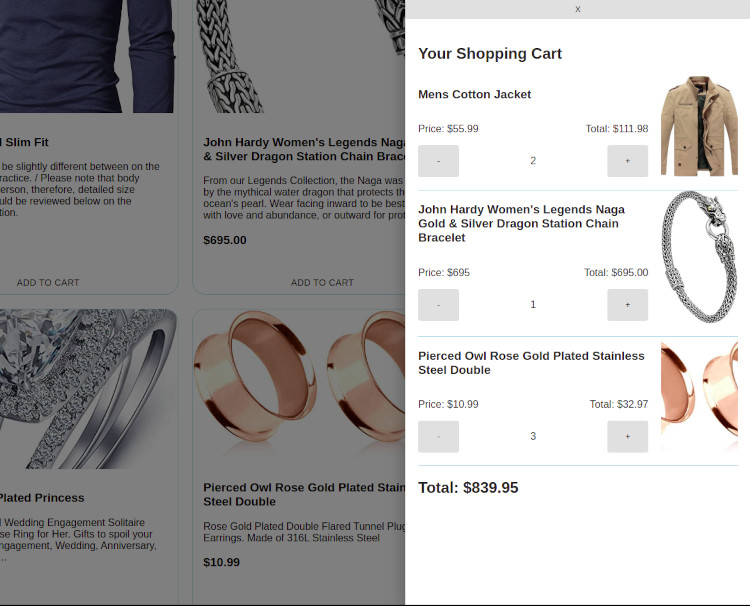 l Slim Fit
be slightly different between on the
ractice. / Please note that body
erson, therefore, detailed size
uld be reviewed below on the
tion.
ADD TO CART
John Hardy Women's Legends Naga
& Silver Dragon Station Chain Brace
From our Legends Collection, the Naga was
by the mythical water dragon that protects th
ocean's pearl. Wear facing inward to be best
with love and abundance, or outward for prot
$695.00
ADD TO CART
Plated Princess
d Wedding Engagement Solitaire
se Ring for Her. Gifts to spoil your
ngagement, Wedding, Anniversary,
...
Pierced Owl Rose Gold Plated Stain
Steel Double
Rose Gold Plated Double Flared Tunnel Plug
Earrings. Made of 316L Stainless Steel
$10.99
X
Your Shopping Cart
Mens Cotton Jacket
Price: $55.99 Total: $111.98
- 2 +
John Hardy Women's Legends Naga
Gold & Silver Dragon Station Chain
Bracelet
Price: $695 Total: $695.00
- 1 +
Pierced Owl Rose Gold Plated Stainless
Steel Double
Price: $10.99 Total: $32.97
- 3 +
Total: $839.95